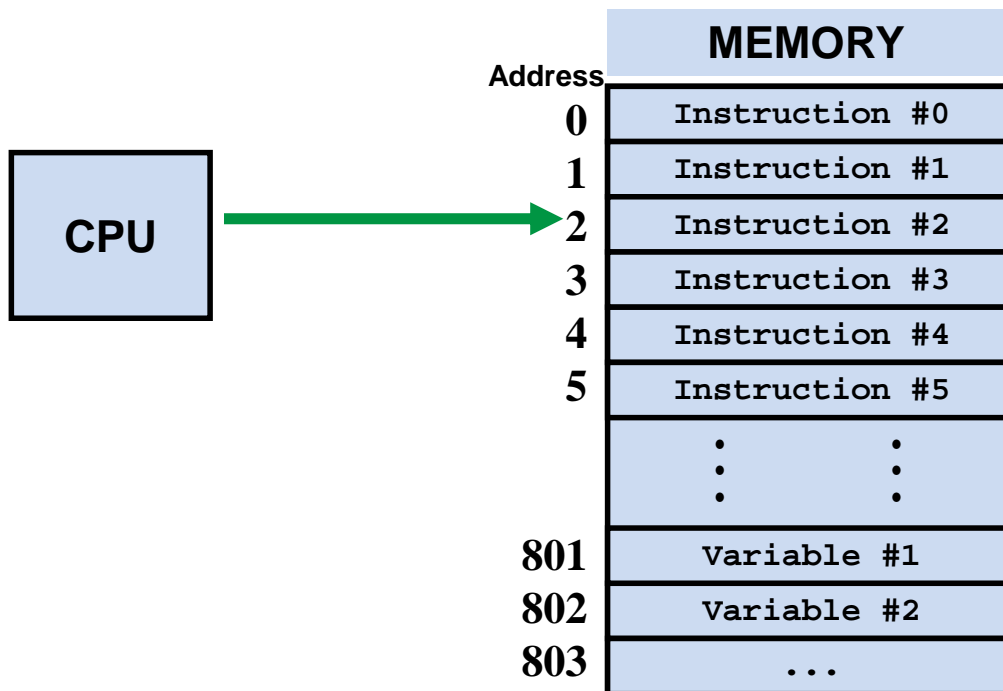 MEMORY
Address
0 Instruction #0
1 Instruction #1
CPU
2 Instruction #2
3 Instruction #3
4 Instruction #4
5 Instruction #5
801 Variable #1
802 Variable #2
803 ...